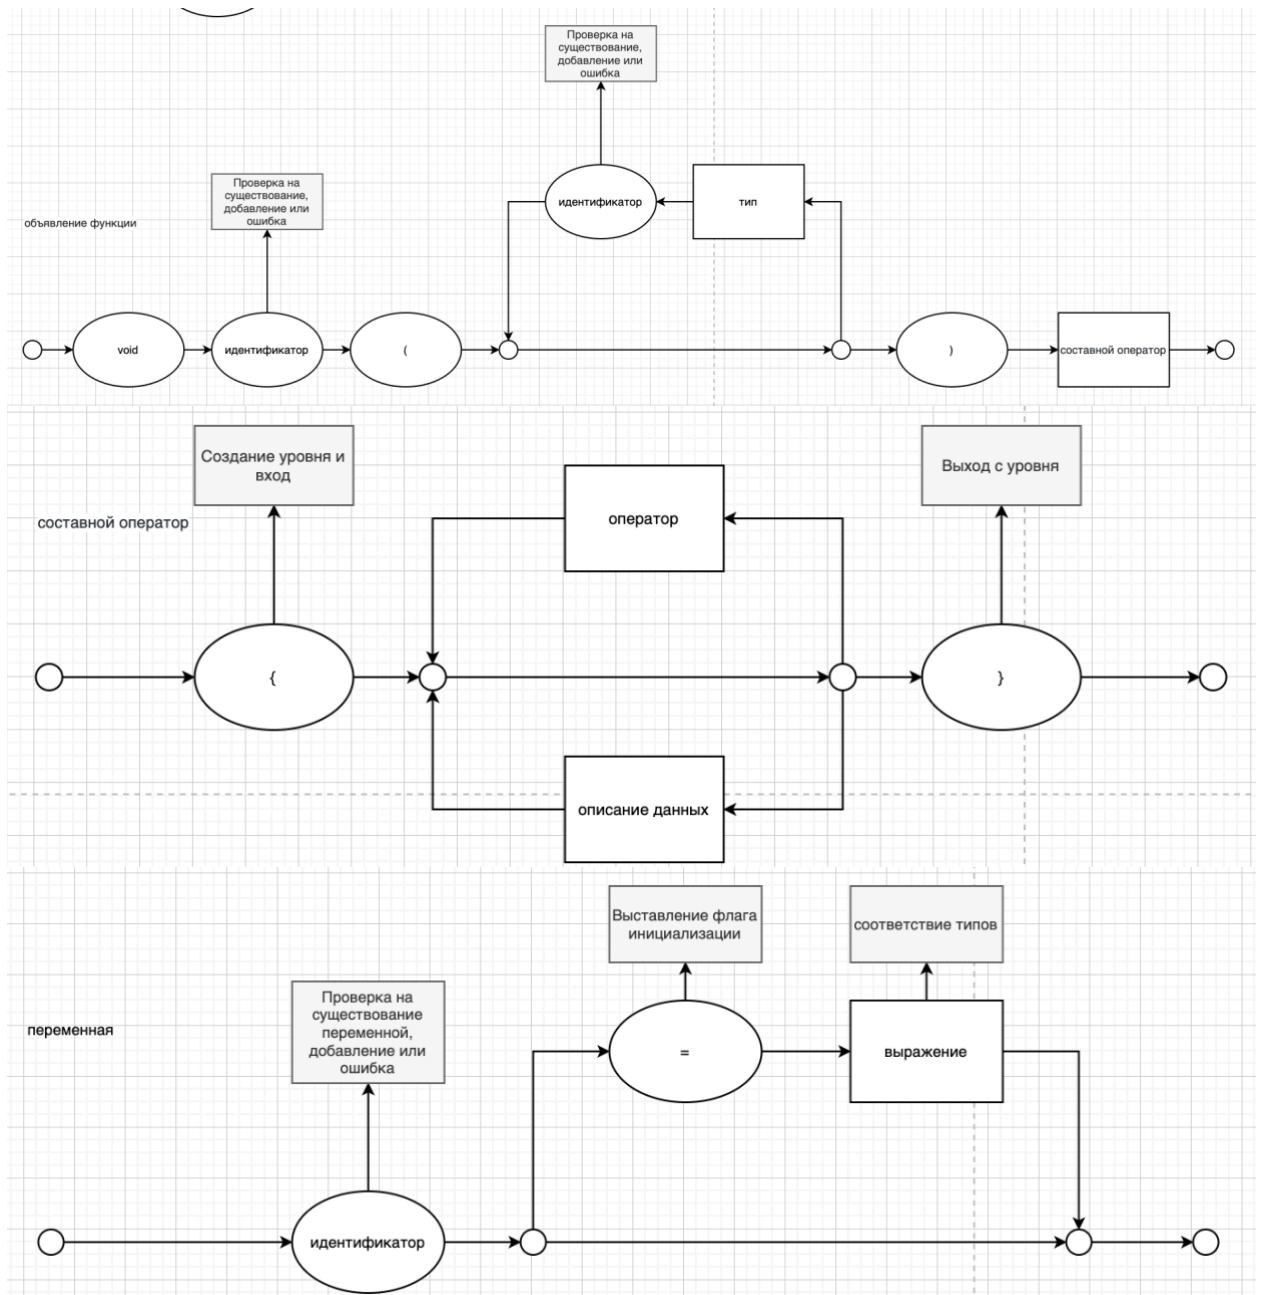 Проверка на
существование,
добавление или
ошибка
Проверка на
существование,
добавление или
ошибка
идентификатор
тип
объявление функции
void
идентификатор
(
)
составной оператор
Создание уровня и
вход
Выход с уровня
составной оператор
оператор
{
}
описание данных
Выставление флага
инициализации
соответствие типов
Проверка на
существование
переменной,
добавление или
ошибка
переменная
=
выражение
идентификатор